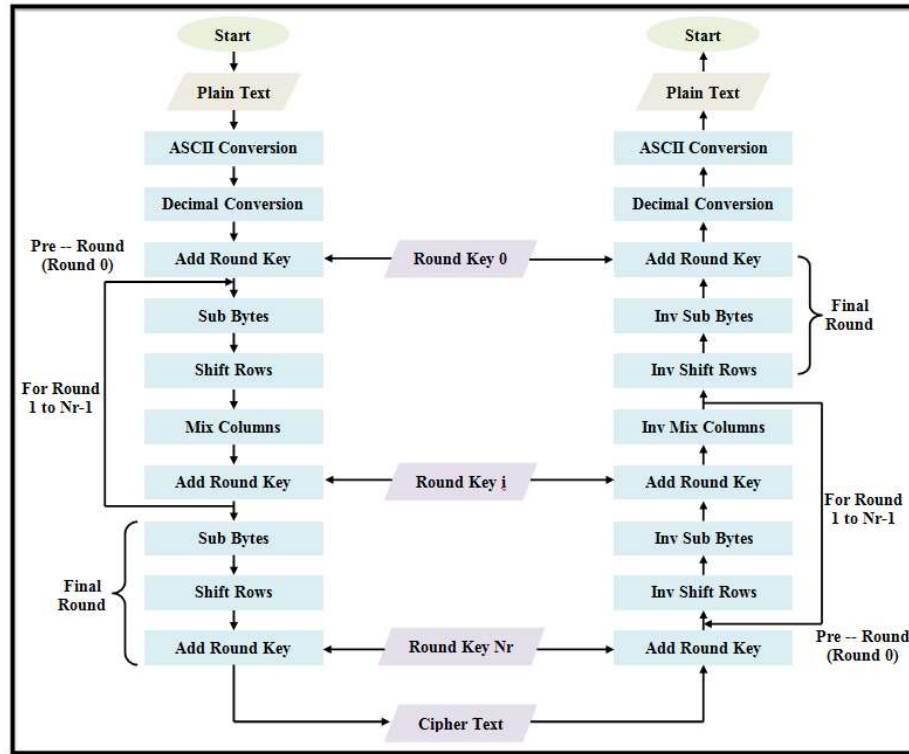 Start
Plain Text
ASCII Conversion
Decimal Conversion
Pre -- Round
(Round 0)
Add Round Key
Sub Bytes
Shift Rows
For Round
1 to Nr-1
Mix Columns
Add Round Key
Sub Bytes
Final
Round
Shift Rows
Add Round Key
Round Key 0
Round Key i
Round Key Nr
Cipher Text
Start
Plain Text
ASCII Conversion
Decimal Conversion
Add Round Key
Inv Sub Bytes
Final
Round
Inv Shift Rows
Inv Mix Columns
Add Round Key
For Round
1 to Nr-1
Inv Sub Bytes
Inv Shift Rows
Add Round Key
Pre -- Round
(Round 0)